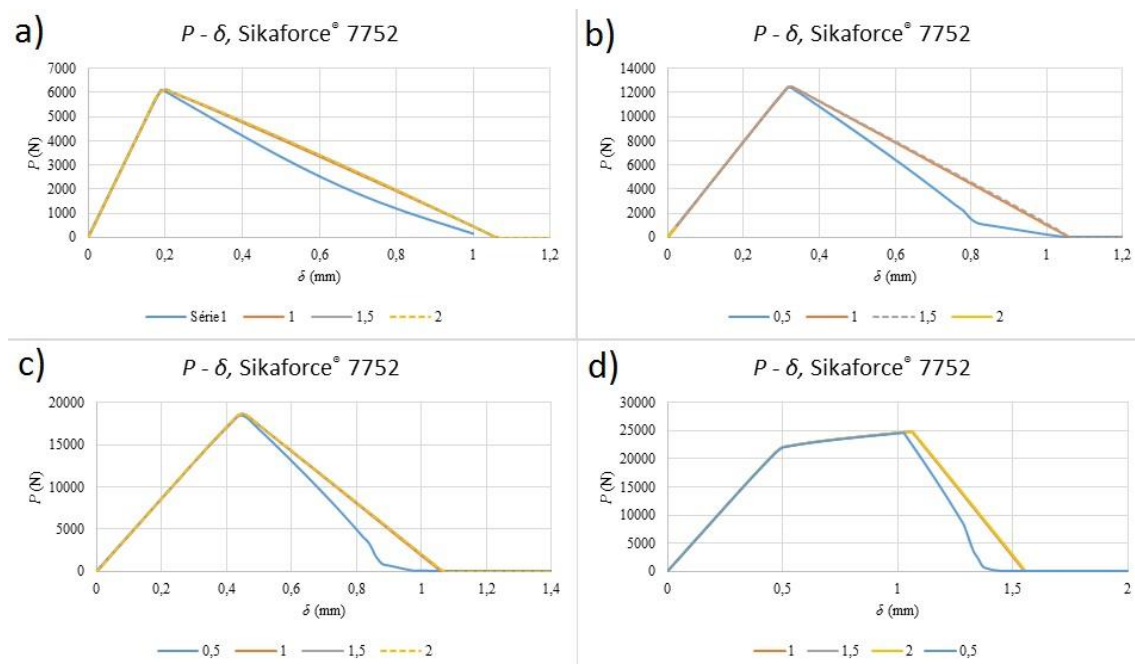 a)
P - δ, Sikaforce® 7752
7000
6000
5000
4000
3000
2000
1000
0
P (N)
0 0,2 0,4 0,6 0,8 1 1,2
δ (mm)
Série1 1 1,5 2
b)
P - δ, Sikaforce® 7752
14000
12000
10000
8000
6000
4000
2000
0
P (N)
0 0,2 0,4 0,6 0,8 1 1,2
δ (mm)
0,5 1 1,5 2
c)
P - δ, Sikaforce® 7752
20000
15000
10000
5000
0
P (N)
0 0,2 0,4 0,6 0,8 1 1,2 1,4
δ (mm)
0,5 1 1,5 2
d)
P - δ, Sikaforce® 7752
30000
25000
20000
15000
10000
5000
0
P (N)
0 0,5 1 1,5 2
δ (mm)
1 1,5 2 0,5